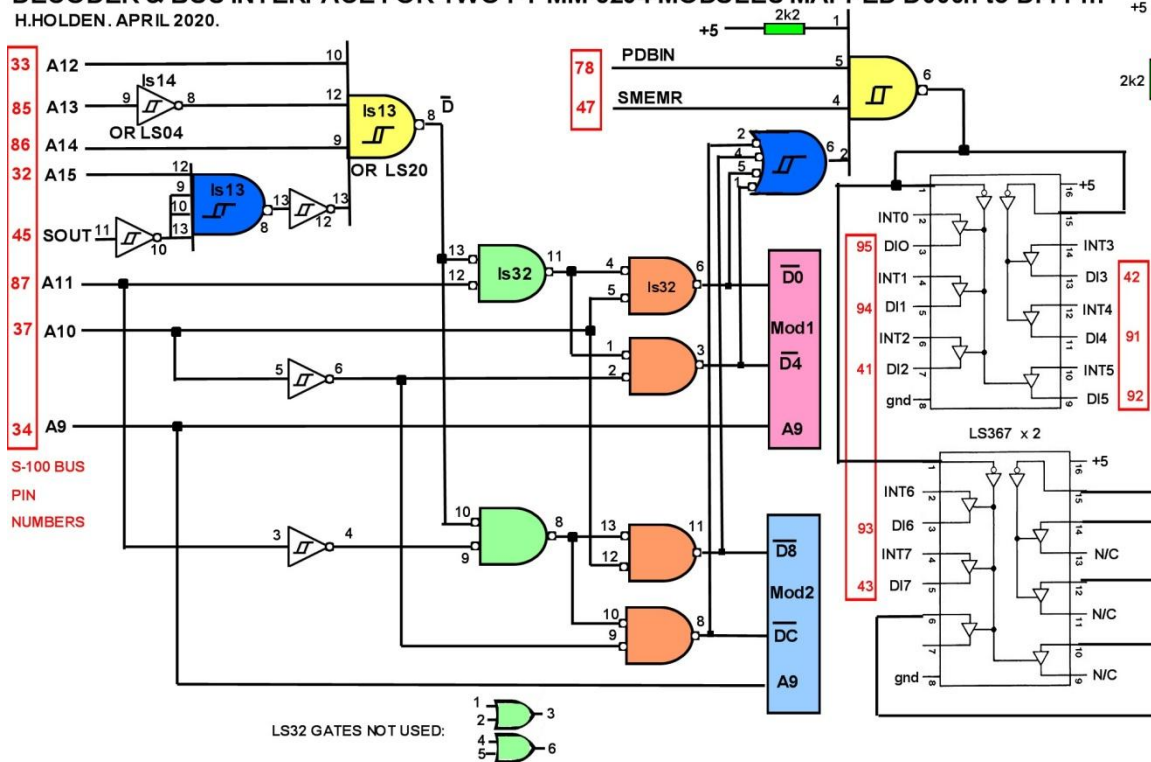 DECODER & BUS INTERFACE FOR TWO MODULES MAPPED D000h to
H.HOLDEN. APRIL 2020.
+5
+5
2k2
1
2k2
33
A12
10
78
PDBIN
5
6
47
SMEMR
4
85
A13
9
ls14
8
12
OR LS04
ls13
8
D
86
A14
9
OR LS20
32
A15
12
9
10
13
ls13
8
13
12
13
45
SOUT
11
10
2
4
5
1
6
2
87
A11
13
12
ls32
11
4
5
ls32
6
D0
Mod1
37
A10
1
2
3
D4
5
6
34
A9
A9
S-100 BUS
PIN
NUMBERS
3
4
10
9
8
13
12
11
D8
Mod2
10
9
8
DC
A9
LS32 GATES NOT USED:
1
2
3
4
5
6
1
16
+5
15
INT0
2
95
DIO
3
14
INT3
INT1
4
13
DI3
42
94
DI1
5
12
INT4
INT2
6
11
DI4
91
41
DI2
7
10
INT5
gnd
8
9
DI5
92
LS367 x 2
1
16
+5
15
INT6
2
14
93
DI6
3
13
N/C
INT7
4
12
43
DI7
5
11
N/C
6
10
7
9
N/C
gnd
8